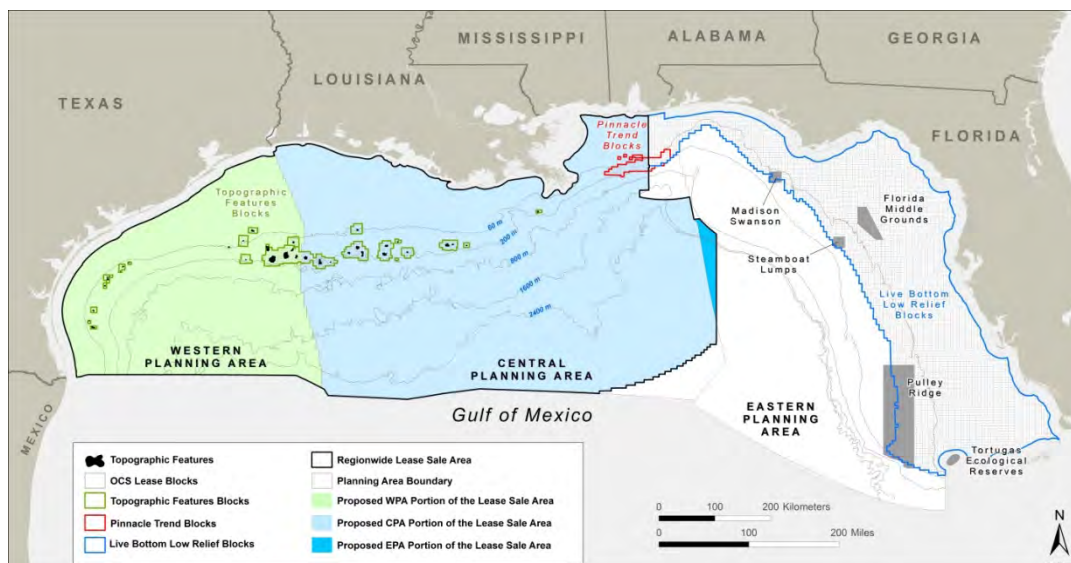 MISSISSIPPI
ALABAMA
GEORGIA
LOUISIANA
TEXAS
FLORIDA
Pinnacle
Trend
Blocks
Topographic
Features
Blocks
Madison
Swanson
Florida
Middle
Grounds
Steamboat
Lumps
60 m
200 m
800 m
1600 m
2400 m
Live Bottom
Low Relief
Blocks
WESTERN
PLANNING AREA
CENTRAL
PLANNING AREA
Pulley
Ridge
EASTERN
PLANNING
AREA
Gulf of Mexico
MEXICO
Tortugas
Ecological
Reserves
Topographic Features
OCS Lease Blocks
Topographic Features Blocks
Pinnacle Trend Blocks
Live Bottom Low Relief Blocks
Regionwide Lease Sale Area
Planning Area Boundary
Proposed WPA Portion of the Lease Sale Area
Proposed CPA Portion of the Lease Sale Area
Proposed EPA Portion of the Lease Sale Area
0 100 200 Kilometers
0 100 200 Miles
N